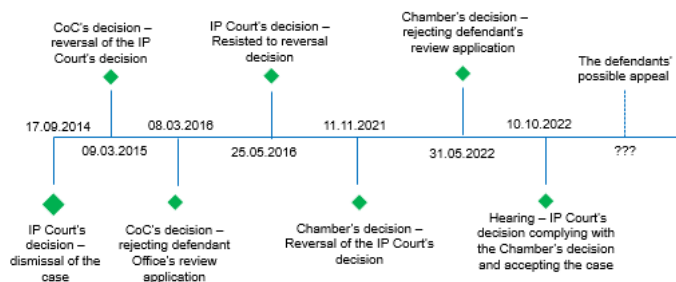 CoC's decision –
reversal of the IP
Court's decision
IP Court's decision –
Resisted to reversal
decision
Chamber's decision –
rejecting defendant's
review application
The defendants'
possible appeal
17.09.2014
08.03.2016
11.11.2021
10.10.2022
09.03.2015
25.05.2016
31.05.2022
???
IP Court's
decision –
dismissal of the
case
CoC's decision –
rejecting defendant
Office's review
application
Chamber's decision –
Reversal of the IP Court's
decision
Hearing – IP Court's
decision complying with
the Chamber's decision
and accepting the case